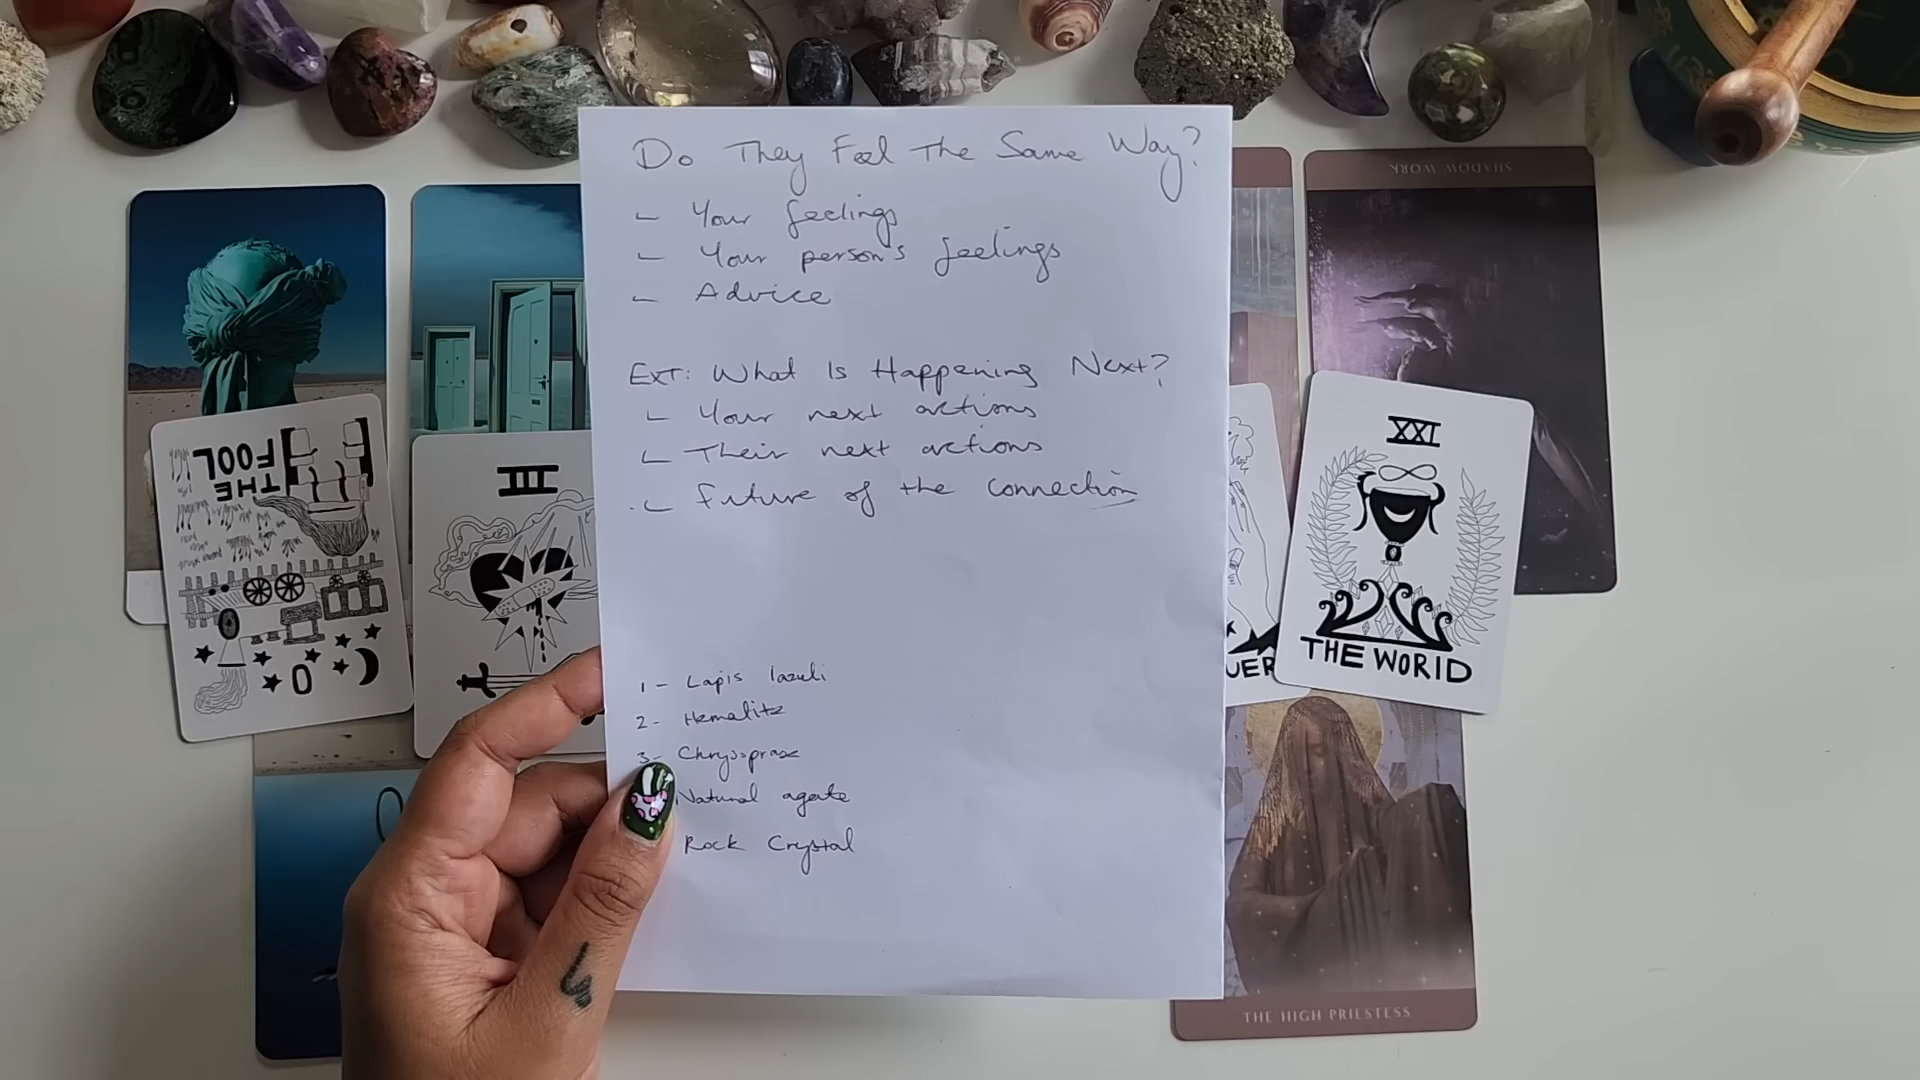 SHADOW WORK
Do They Feel The Same Way?
Your feelings
Your person's feelings
Advice
EXT: What Is Happening Next?
Your next actions
Their next actions
Future of the connection
1 - Lapis lazuli
2 - Hematite
3 - Chrysoprase
Natural agate
Rock Crystal
THE FOOL
0
III
UER
XXI
THE WORLD
THE HIGH PRIESTESS